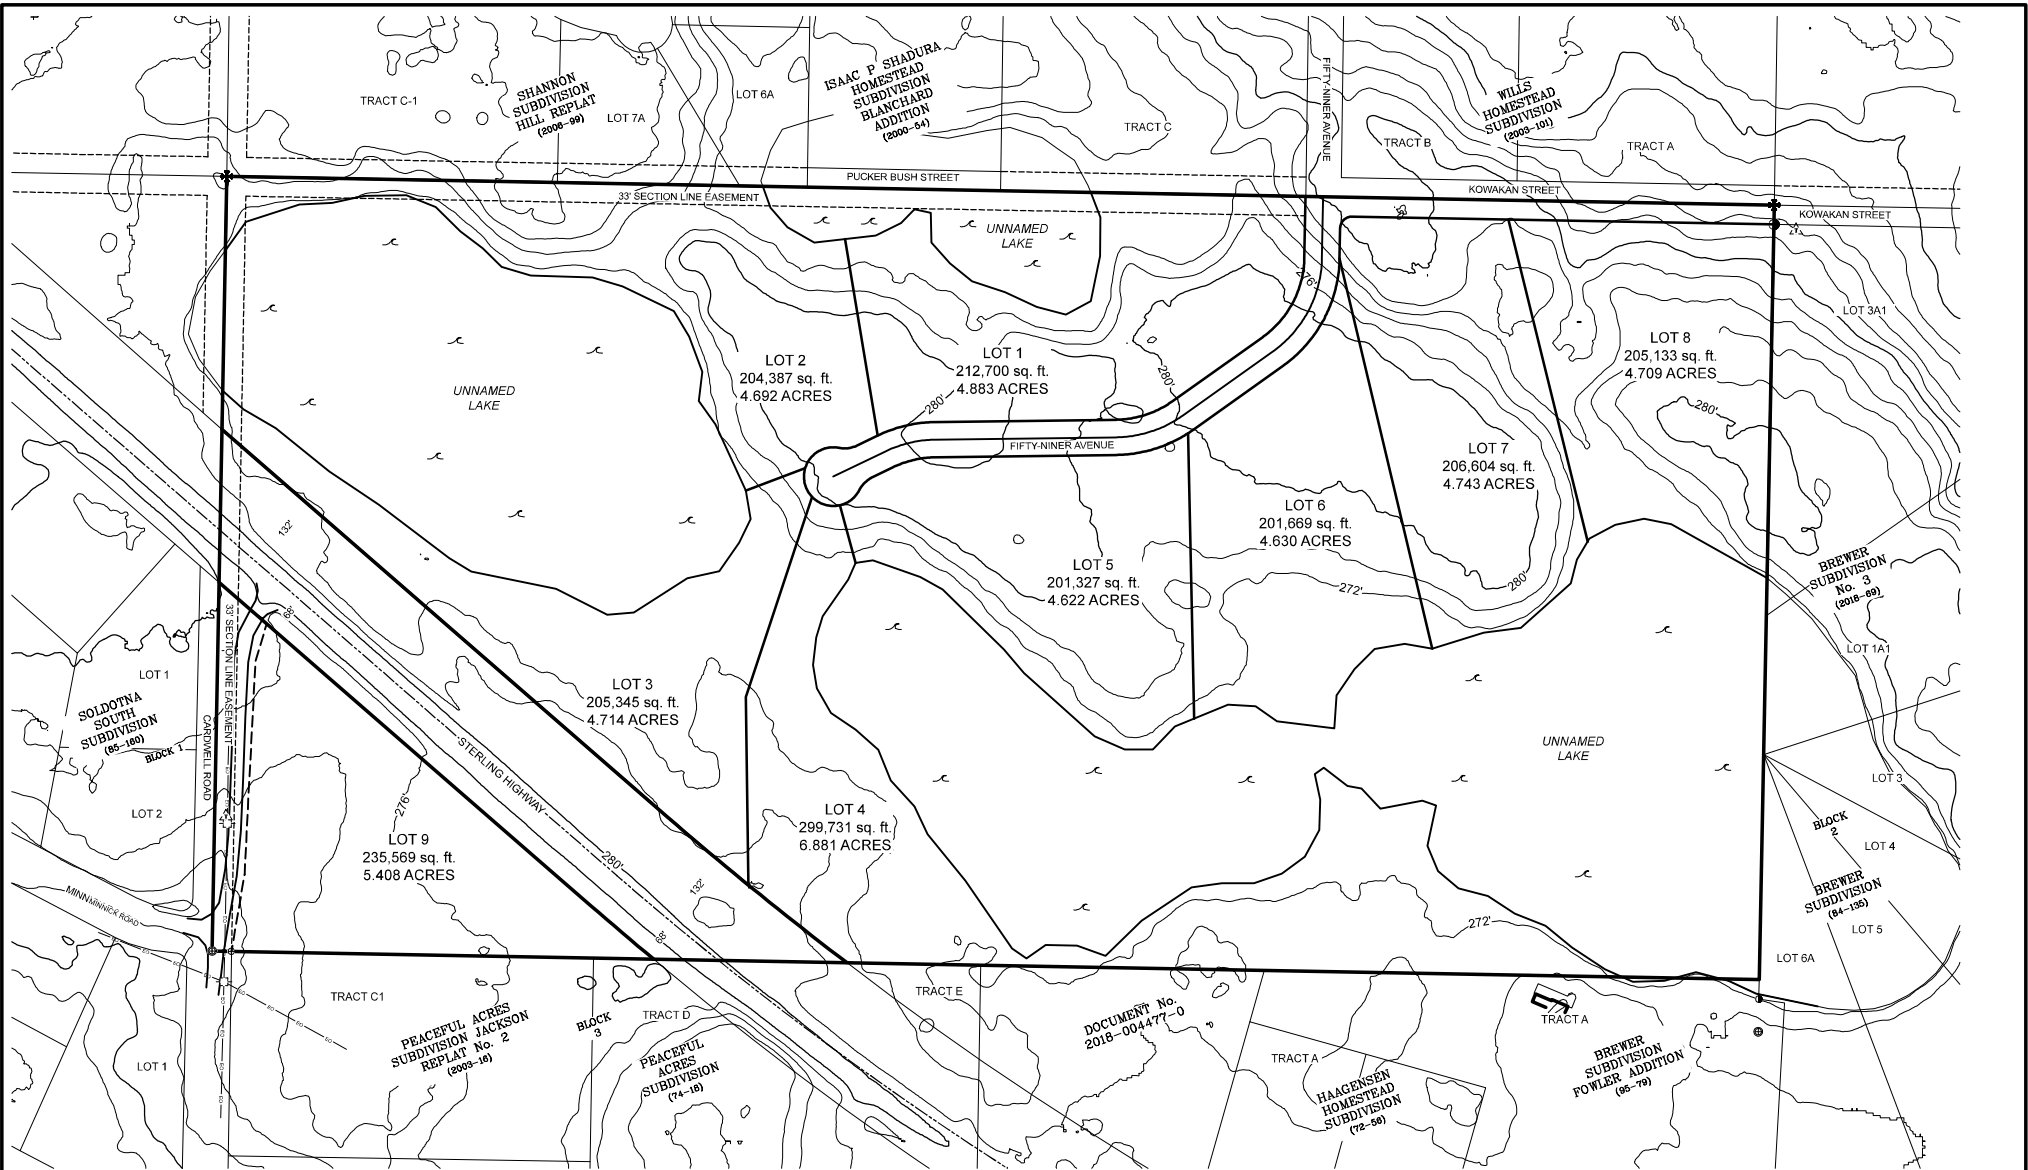 SHANNON
SUBDIVISION
HILL REPLAT
(2006-99)
TRACT C-1
LOT 7A
LOT 6A
ISAAC P SHADURA
HOMESTEAD
SUBDIVISION
BLANCHARD
ADDITION
(2000-54)
TRACT C
FIFTY-NINER AVENUE
WILLS
HOMESTEAD
SUBDIVISION
(2003-101)
TRACT B
TRACT A
PUCKER BUSH STREET
33' SECTION LINE EASEMENT
KOWAKAN STREET
KOWAKAN STREET
UNNAMED
LAKE
276'
LOT 3A1
LOT 1
212,700 sq. ft.
4.883 ACRES
LOT 2
204,387 sq. ft.
4.692 ACRES
LOT 8
205,133 sq. ft.
4.709 ACRES
UNNAMED
LAKE
280'
280'
280'
FIFTY-NINER AVENUE
LOT 7
206,604 sq. ft.
4.743 ACRES
LOT 6
201,669 sq. ft.
4.630 ACRES
132'
LOT 5
201,327 sq. ft.
4.622 ACRES
272'
280'
BREWER
SUBDIVISION
No. 3
(2018-69)
68'
33' SECTION LINE EASEMENT
LOT 1
LOT 1A1
SOLDOTNA
SOUTH
SUBDIVISION
(85-160)
BLOCK 1
CARDWELL ROAD
LOT 3
205,345 sq. ft.
4.714 ACRES
STERLING HIGHWAY
UNNAMED
LAKE
LOT 3
276'
LOT 2
LOT 4
299,731 sq. ft.
6.881 ACRES
BLOCK
2
LOT 4
LOT 9
235,569 sq. ft.
5.408 ACRES
280'
132'
BREWER
SUBDIVISION
(84-135)
MINNMINNICK ROAD
272'
LOT 5
68'
LOT 6A
TRACT C1
TRACT E
PEACEFUL ACRES
SUBDIVISION JACKSON
REPLAT No. 2
(2003-16)
BLOCK
3
TRACT D
DOCUMENT No.
2018-004477-0
TRACT A
LOT 1
PEACEFUL
ACRES
SUBDIVISION
(74-18)
TRACT A
HAAGENSEN
HOMESTEAD
SUBDIVISION
(72-56)
BREWER
SUBDIVISION
FOWLER ADDITION
(95-79)